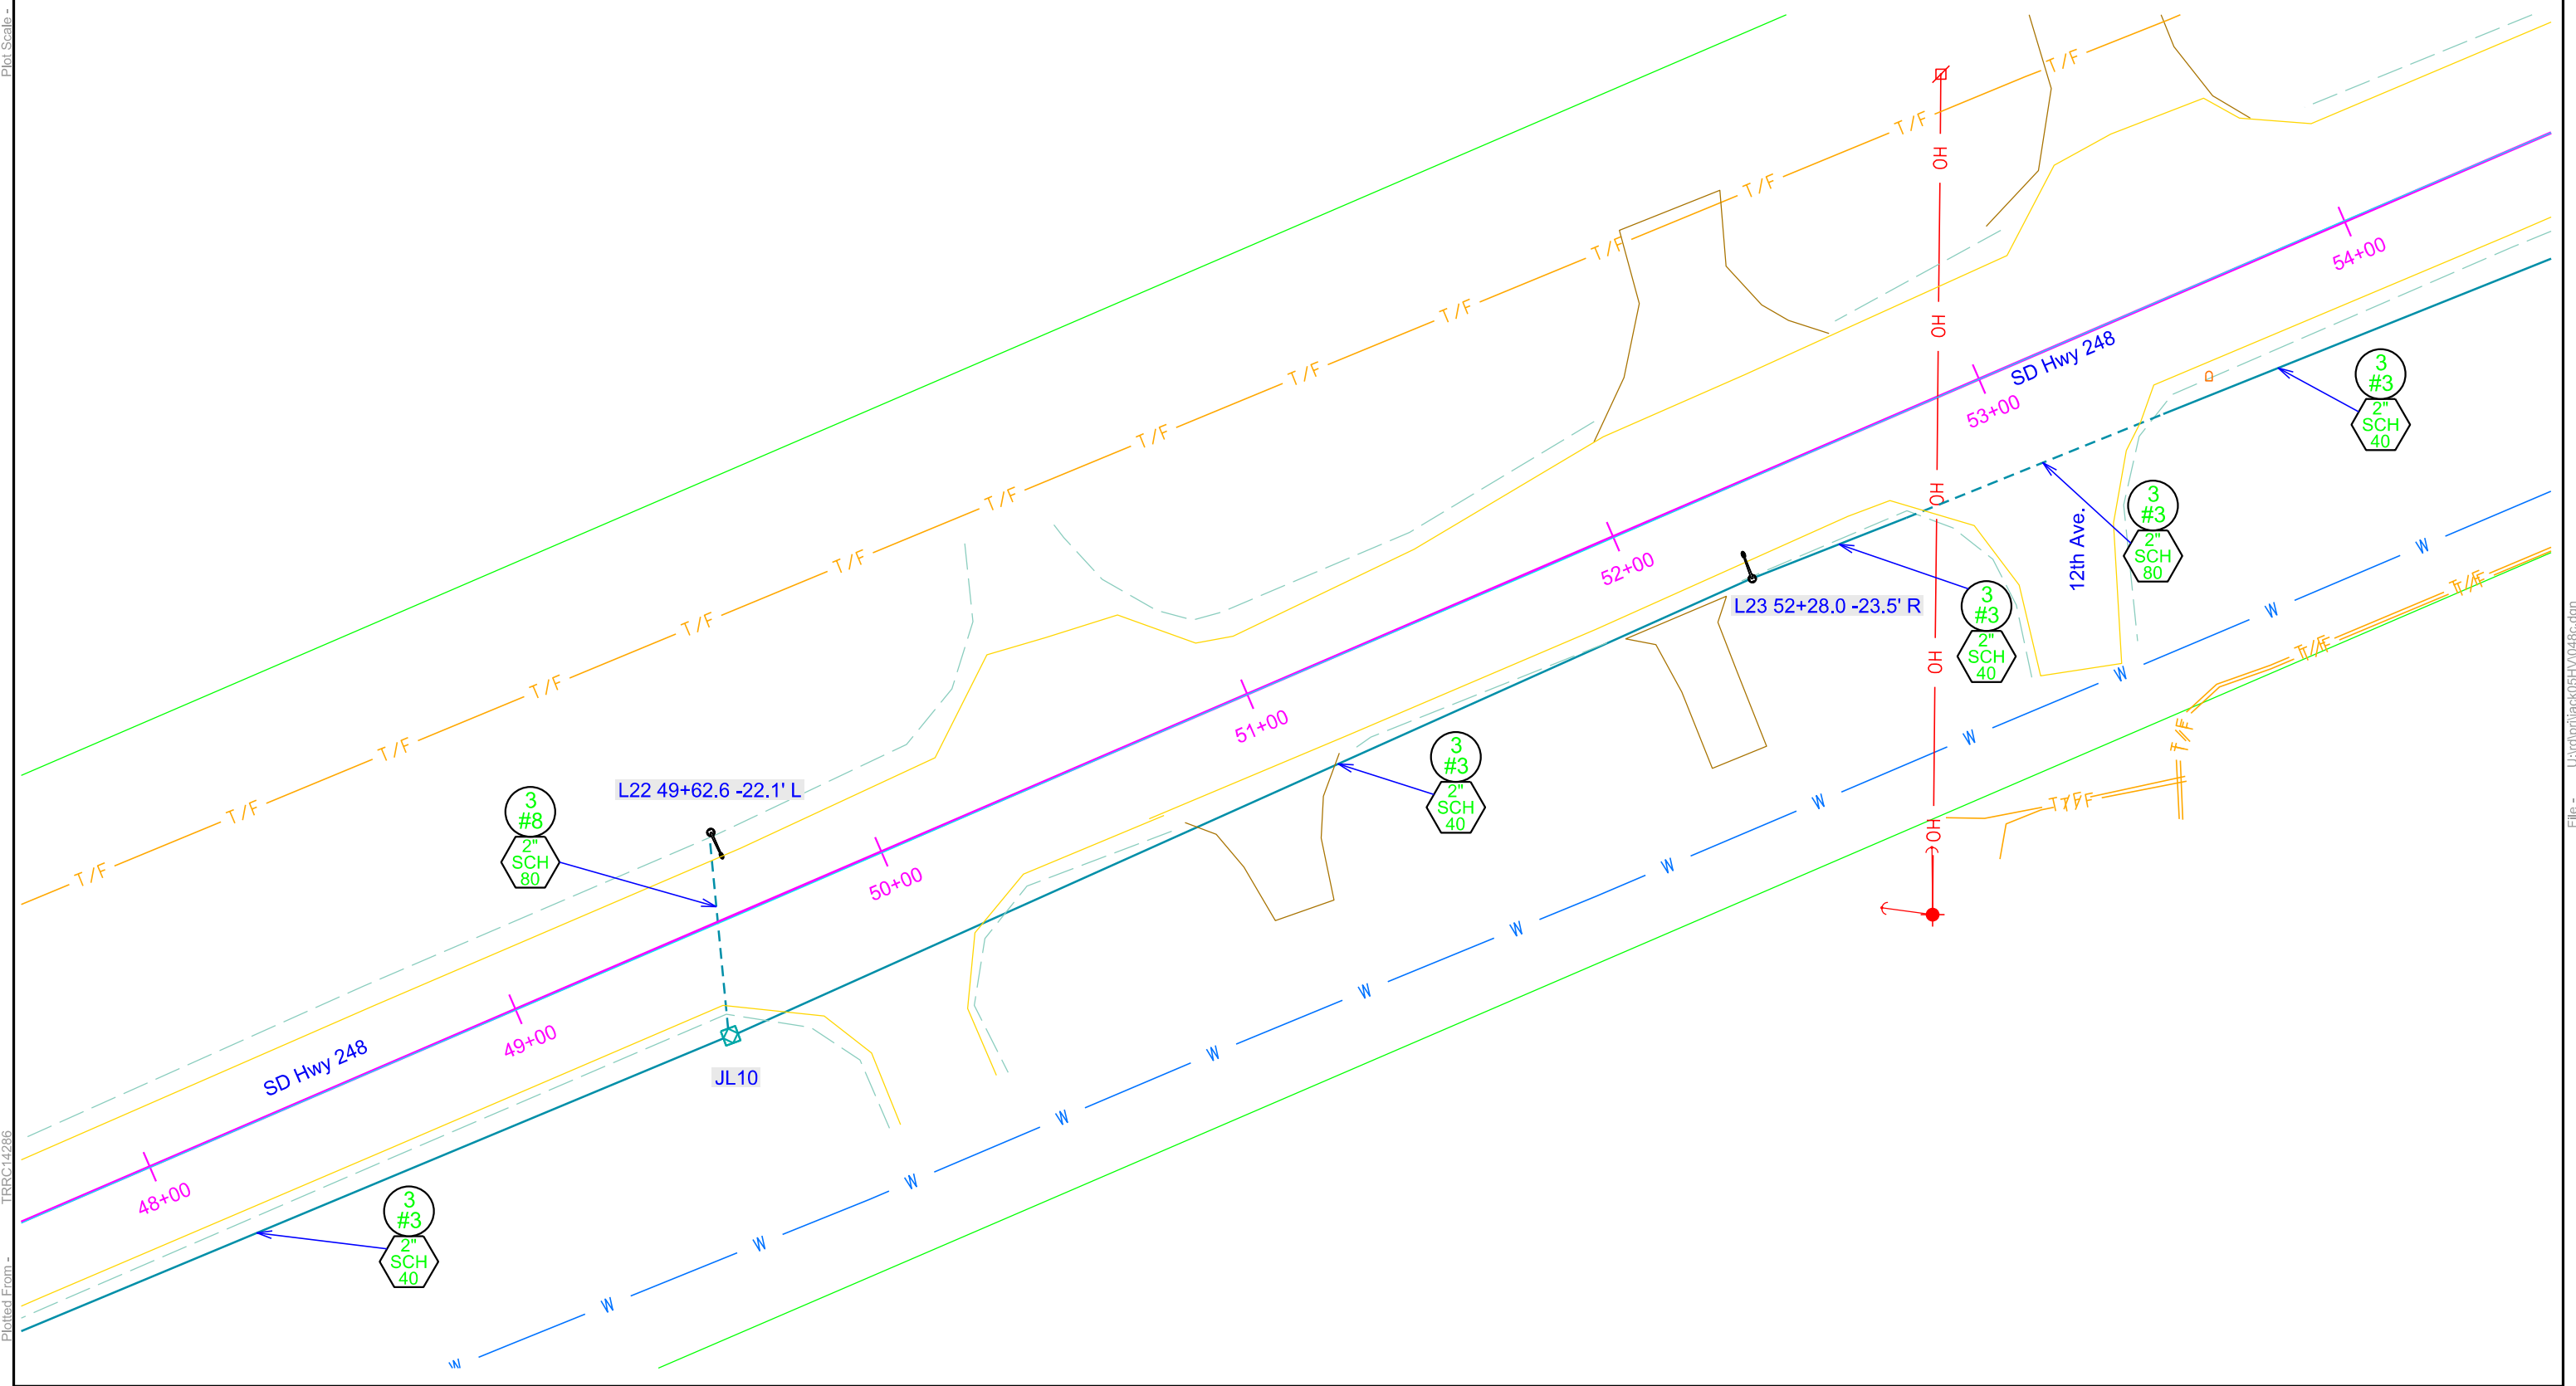 Plot Scale -
TRRC14286
Plotted From -
T/F
T/F
T/F
T/F
T/F
T/F
T/F
T/F
T/F
T/F
T/F
T/F
T/F
T/F
OH
OH
OH
OH
OH
54+00
SD Hwy 248
53+00
3
#3
2"
SCH
40
3
#3
2"
SCH
80
12th Ave.
52+00
L23 52+28.0 -23.5' R
3
#3
2"
SCH
40
51+00
3
#3
2"
SCH
40
L22 49+62.6 -22.1' L
3
#8
2"
SCH
80
50+00
49+00
SD Hwy 248
JL10
48+00
3
#3
2"
SCH
40
W
W
W
W
W
W
W
W
W
W
W
W
W
W
T/F
T/F
T/F
T/F
File -